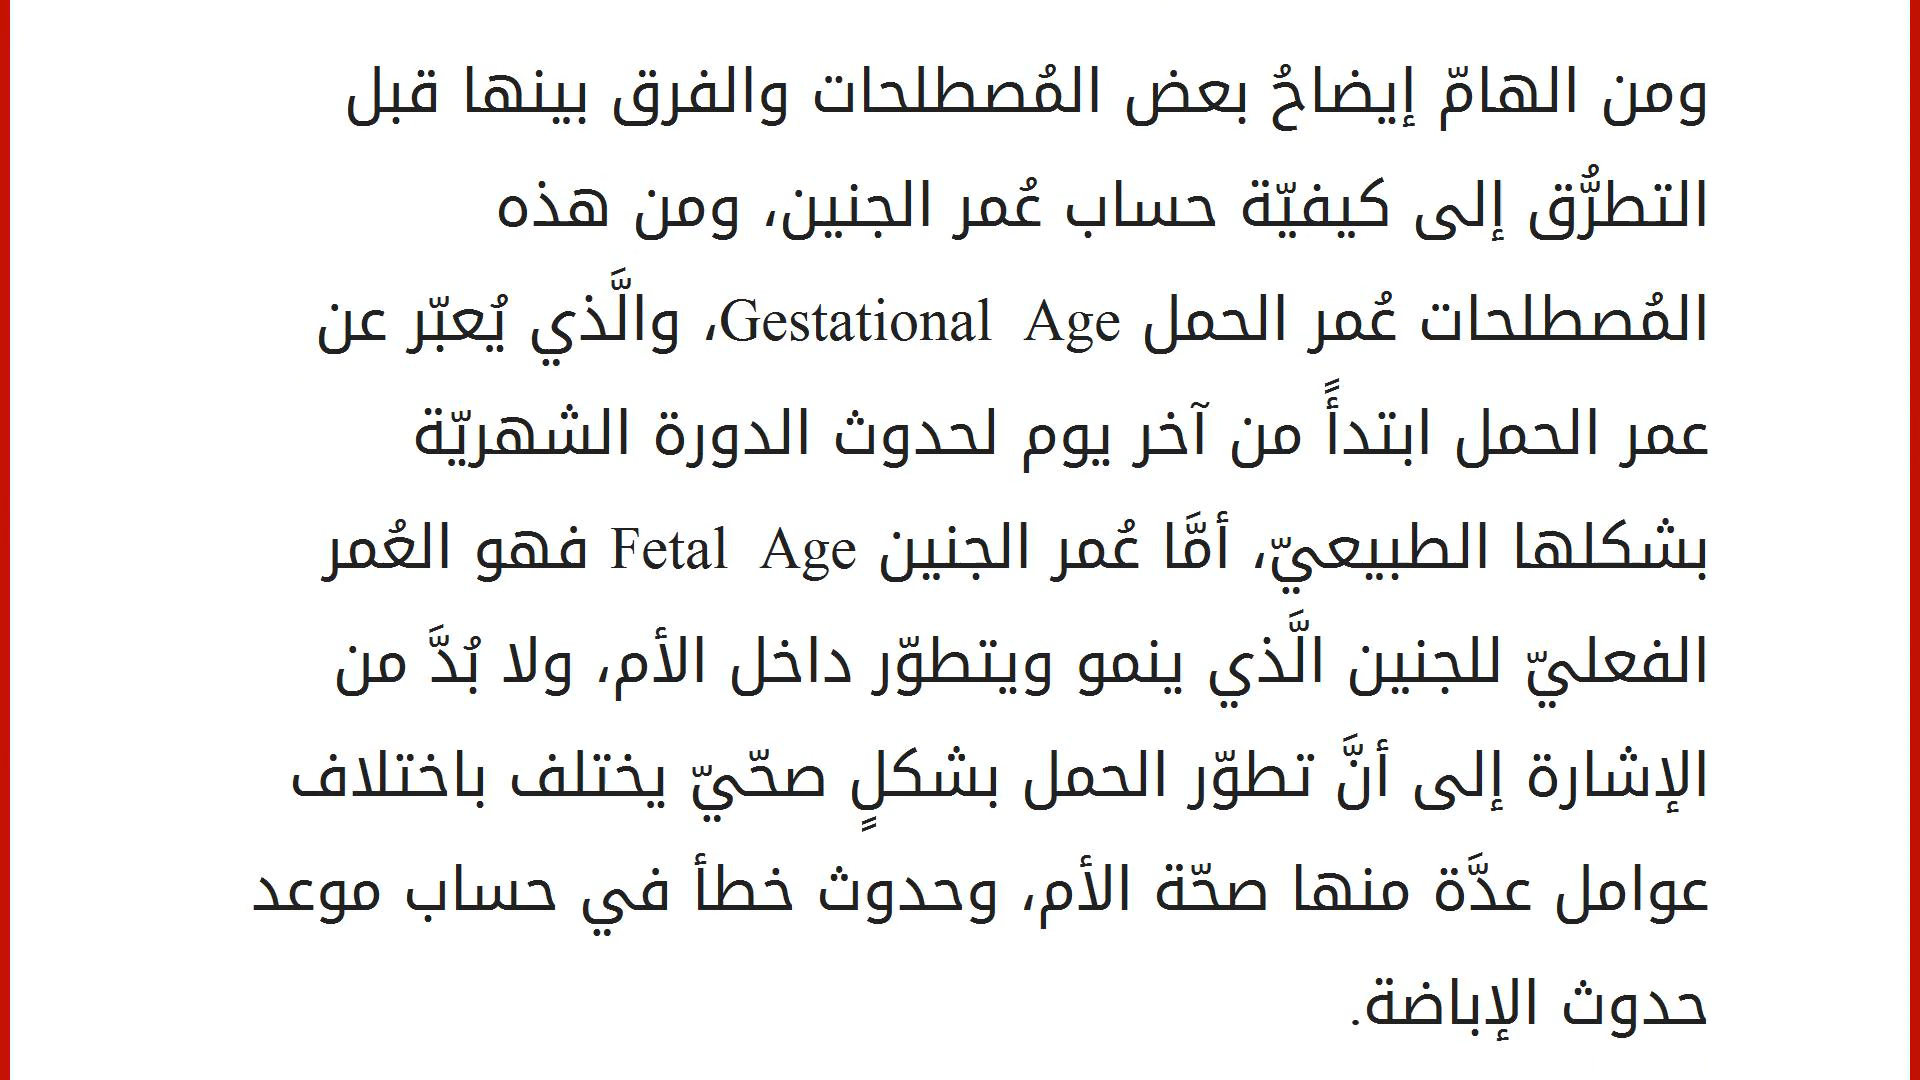 ومن الهامّ إيضاحُ بعض المُصطلحات والفرق بينها قبل
التطرُّق إلى كيفيّة حساب عُمر الجنين، ومن هذه
المُصطلحات عُمر الحمل Gestational Age، والَّذي يُعبّر عن
عمر الحمل ابتدأً من آخر يوم لحدوث الدورة الشهريّة
بشكلها الطبيعيّ، أمَّا عُمر الجنين Fetal Age فهو العُمر
الفعليّ للجنين الَّذي ينمو ويتطوّر داخل الأم، ولا بُدَّ من
الإشارة إلى أنَّ تطوّر الحمل بشكلٍ صحّيّ يختلف باختلاف
عوامل عدَّة منها صحّة الأم، وحدوث خطأ في حساب موعد
حدوث الإباضة.